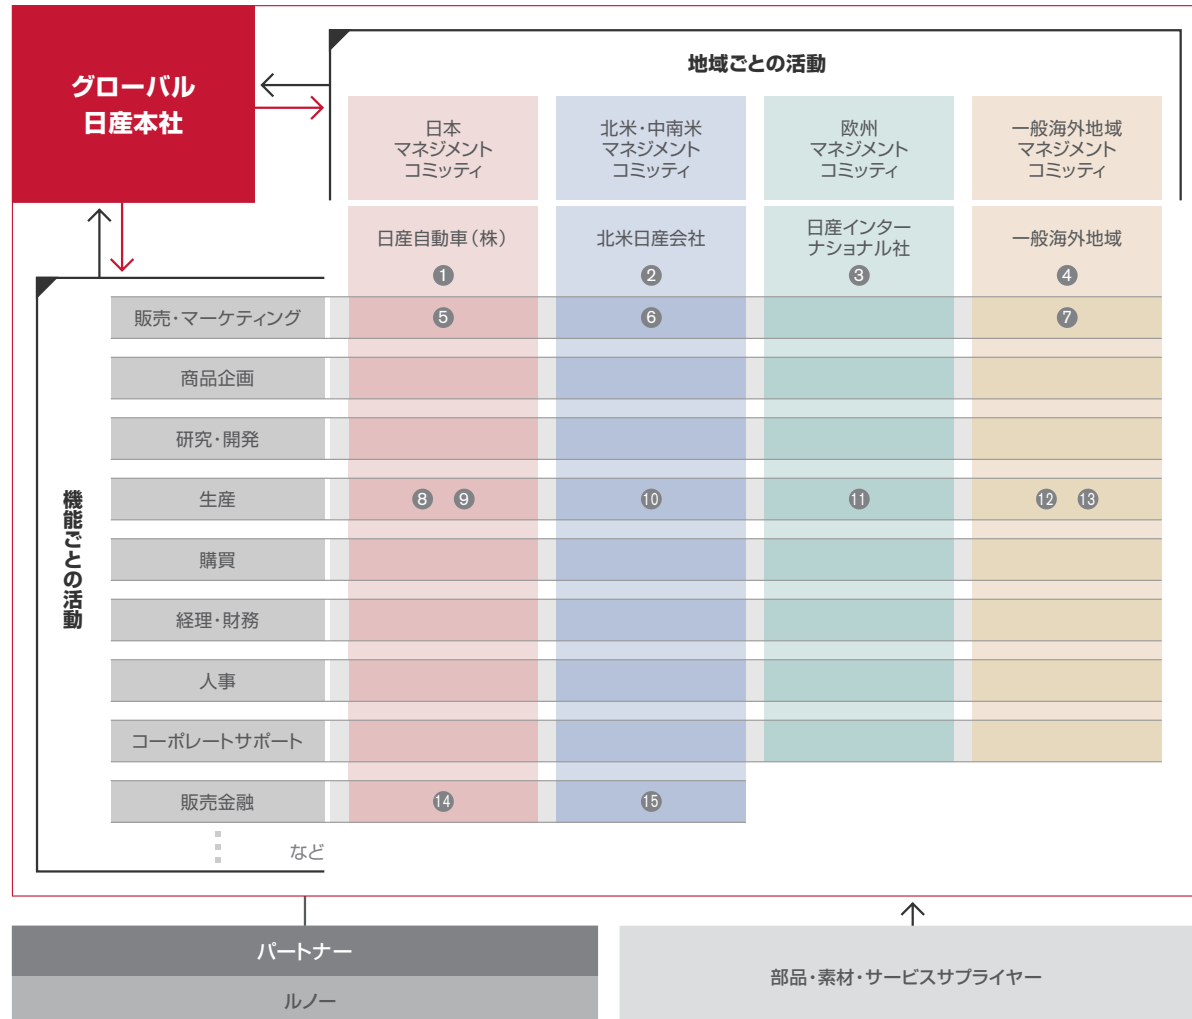 グローバル
日産本社
地域ごとの活動
日本
マネジメント
コミッティ
北米・中南米
マネジメント
コミッティ
欧州
マネジメント
コミッティ
一般海外地域
マネジメント
コミッティ
日産自動車(株)
北米日産会社
日産インター
ナショナル社
一般海外地域
① ② ③ ④
機能ごとの活動
販売・マーケティング ⑤ ⑥ ⑦
商品企画
研究・開発
生産 ⑧ ⑨ ⑩ ⑪ ⑫ ⑬
購買
経理・財務
人事
コーポレートサポート
販売金融 ⑭ ⑮
など
パートナー
ルノー
部品・素材・サービスサプライヤー